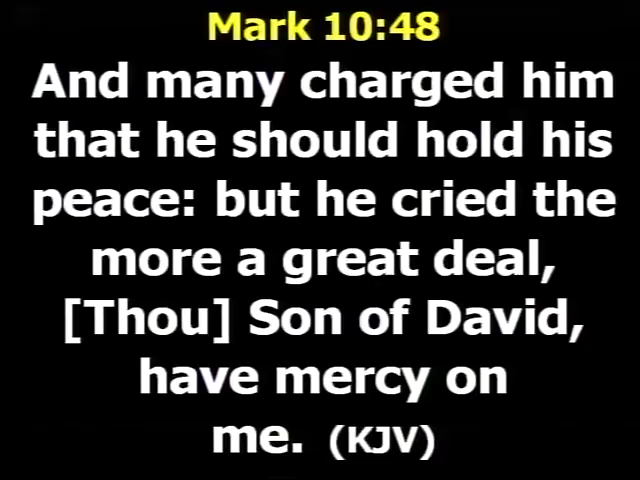 Mark 10:48
And many charged him
that he should hold his
peace: but he cried the
more a great deal,
[Thou] Son of David,
have mercy on
me. (KJV)